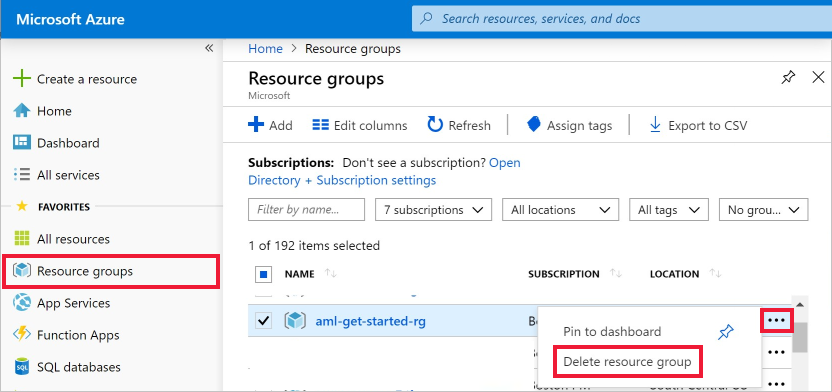 Microsoft Azure
Search resources, services, and docs
«
Create a resource
Home
Dashboard
All services
FAVORITES
All resources
Resource groups
App Services
Function Apps
SQL databases
Home > Resource groups
Resource groups
Microsoft
Add Edit columns Refresh Assign tags Export to CSV
Subscriptions: Don't see a subscription? Open
Directory + Subscription settings
Filter by name... 7 subscriptions All locations All tags No grou...
1 of 192 items selected
NAME SUBSCRIPTION LOCATION
aml-get-started-rg
Pin to dashboard
Delete resource group